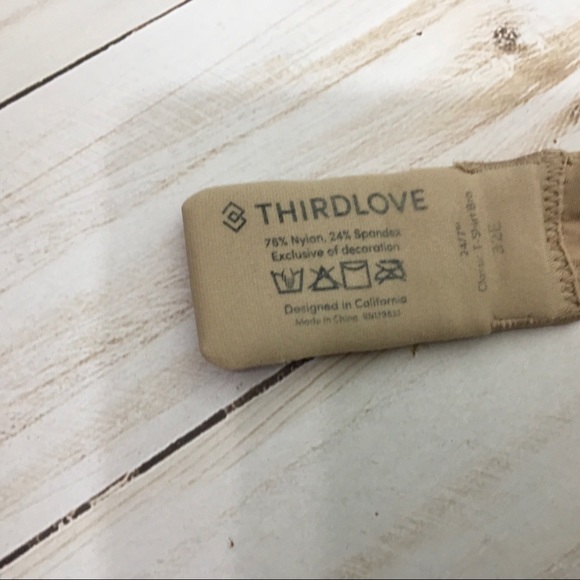 THIRDLOVE
76% Nylon, 24% Spandex
Exclusive of decoration
Designed in California
Made in China
24/7™
Classic T-Shirt Bra
32E